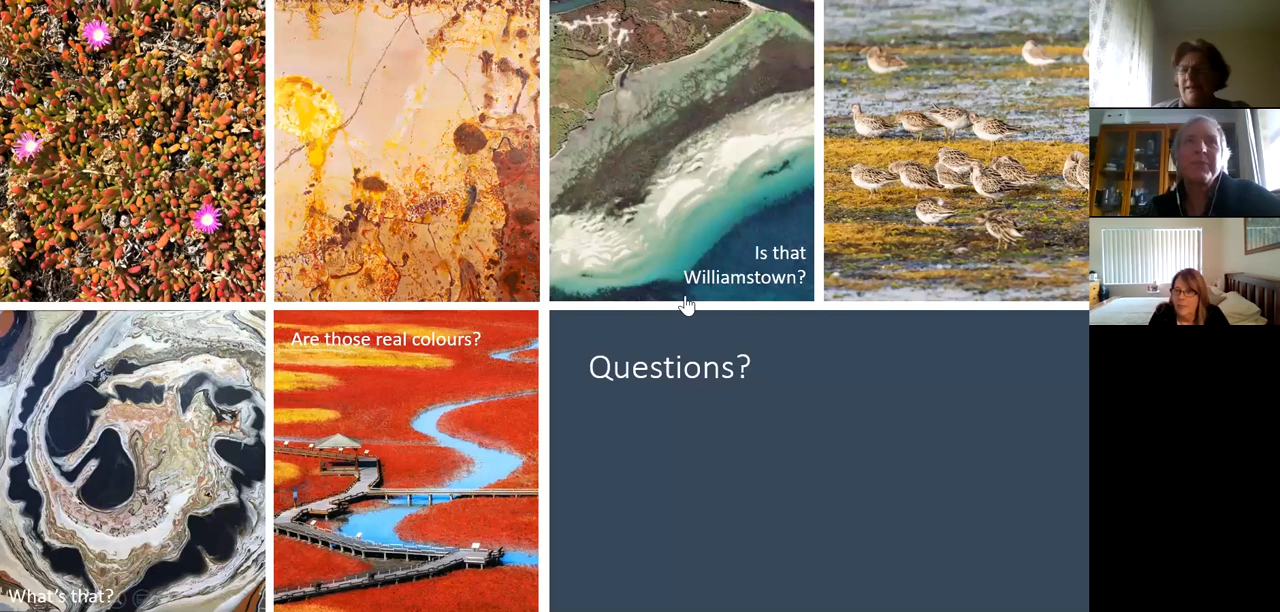 Is that
Williamstown?
Are those real colours?
Questions?
What's that?